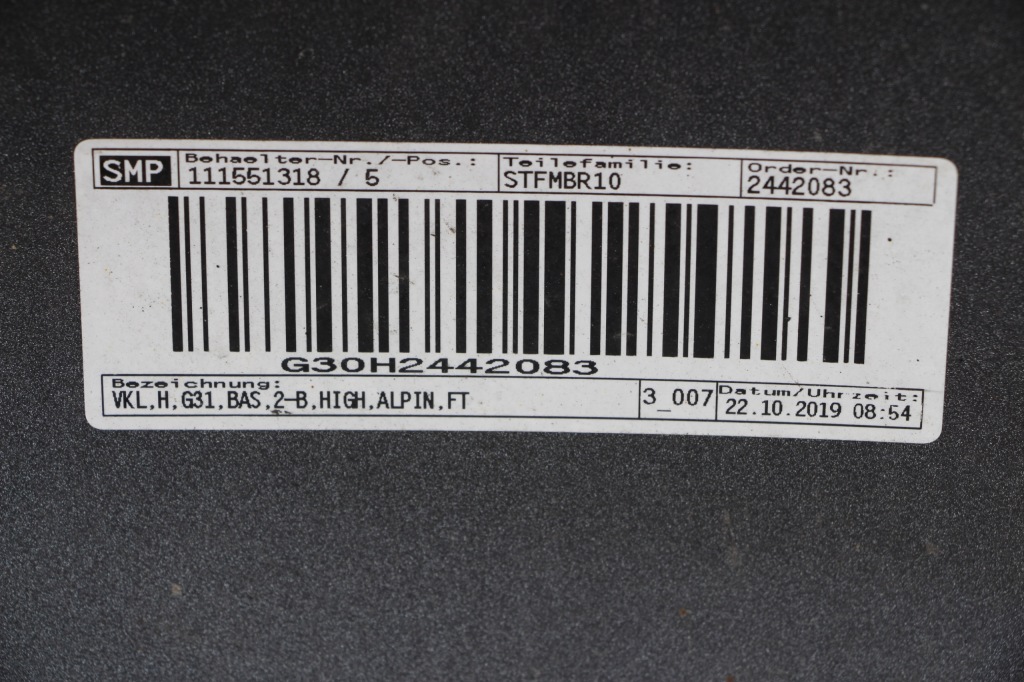 SMP Behaelter-Nr./-Pos.: Teilefamilie: Order-Nr.:
111551318 / 5 STFMBR10 2442083
G30H2442083
Bezeichnung: 3_007 Datum/Uhrzeit:
VKL,H,G31,BAS,2-B,HIGH,ALPIN,FT 22.10.2019 08:54